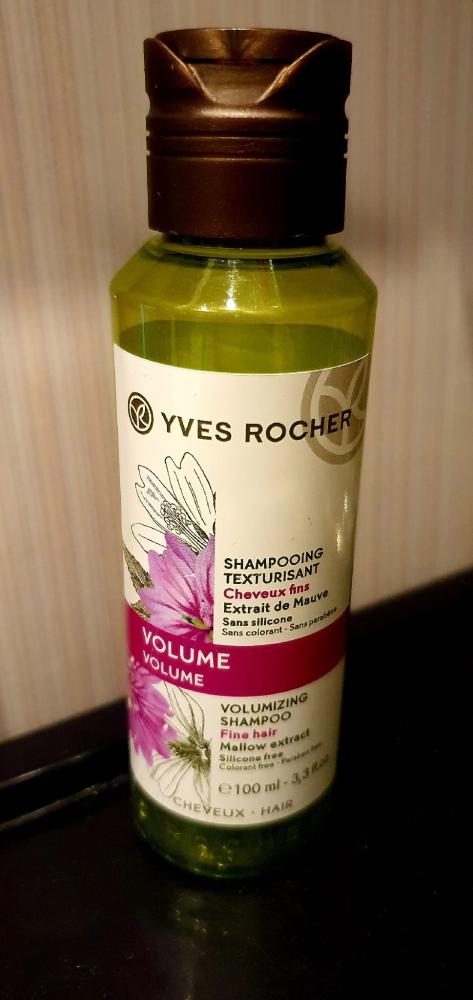 YVES ROCHER
SHAMPOOING
TEXTURISANT
Cheveux fins
Extrait de Mauve
Sans silicone
Sans colorant - Sans parabène
VOLUME
VOLUME
VOLUMIZING
SHAMPOO
Fine hair
Mallow extract
Silicone free
Colorant free - Paraben free
℮100 ml - 3,3 fl.oz
CHEVEUX - HAIR